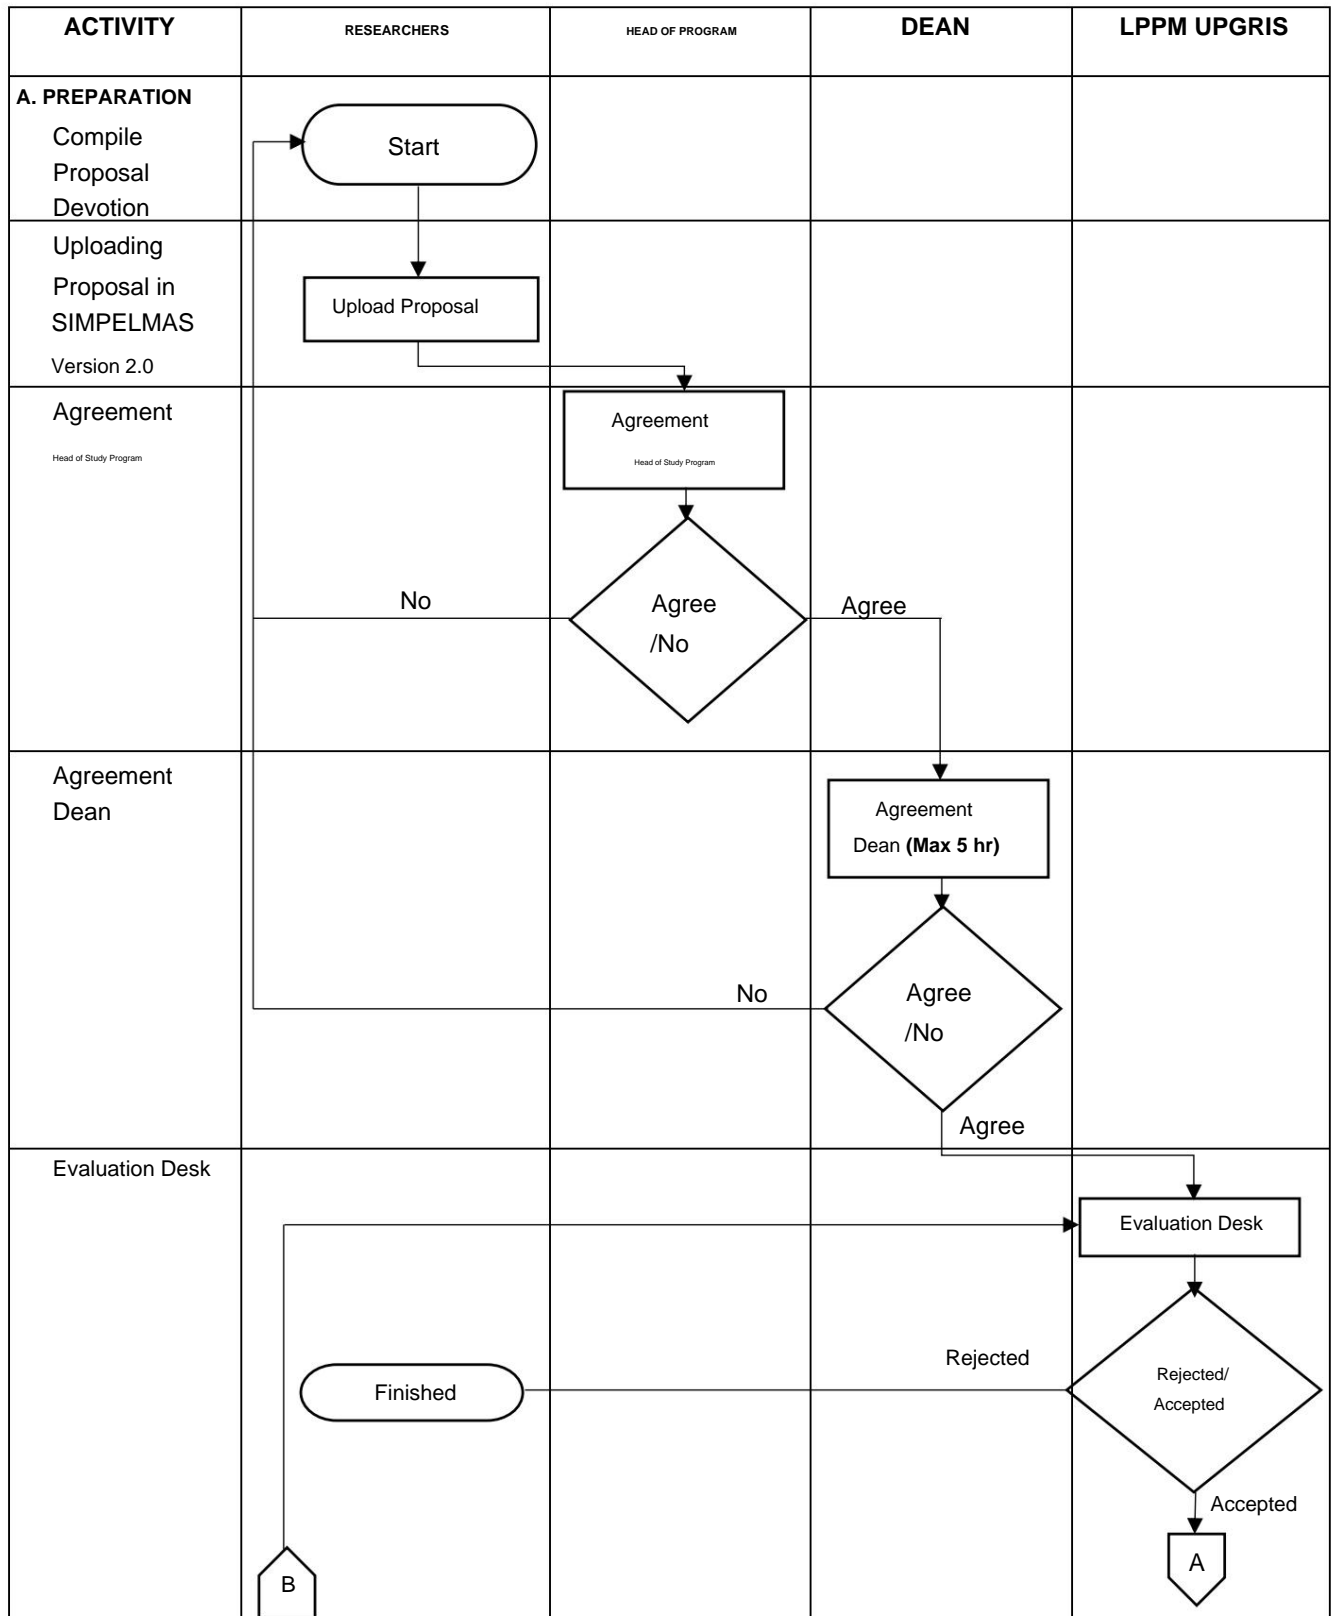 ACTIVITY
RESEARCHERS
HEAD OF PROGRAM
DEAN
LPPM UPGRIS
A. PREPARATION
Compile
Proposal
Devotion
Start
Uploading
Proposal in
SIMPELMAS
Version 2.0
Upload Proposal
Agreement
Head of Study Program
Agreement
Head of Study Program
No
Agree
/No
Agree
Agreement
Dean
Agreement
Dean (Max 5 hr)
No
Agree
/No
Agree
Evaluation Desk
Evaluation Desk
Finished
Rejected
Rejected/
Accepted
Accepted
B
A